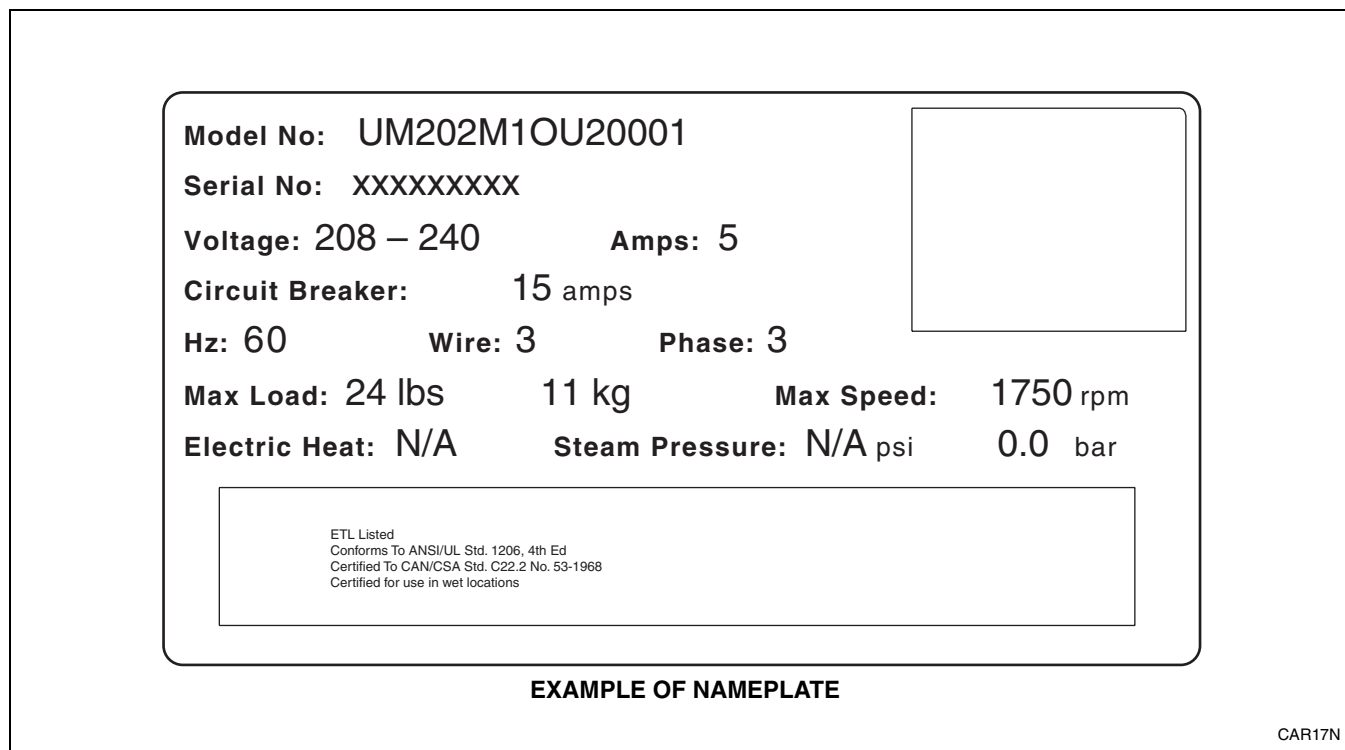 Model No: UM202M1OU20001
Serial No: XXXXXXXXX
Voltage: 208 – 240 Amps: 5
Circuit Breaker: 15 amps
Hz: 60 Wire: 3 Phase: 3
Max Load: 24 lbs 11 kg Max Speed: 1750 rpm
Electric Heat: N/A Steam Pressure: N/A psi 0.0 bar
ETL Listed
Conforms To ANSI/UL Std. 1206, 4th Ed
Certified To CAN/CSA Std. C22.2 No. 53-1968
Certified for use in wet locations
EXAMPLE OF NAMEPLATE
CAR17N